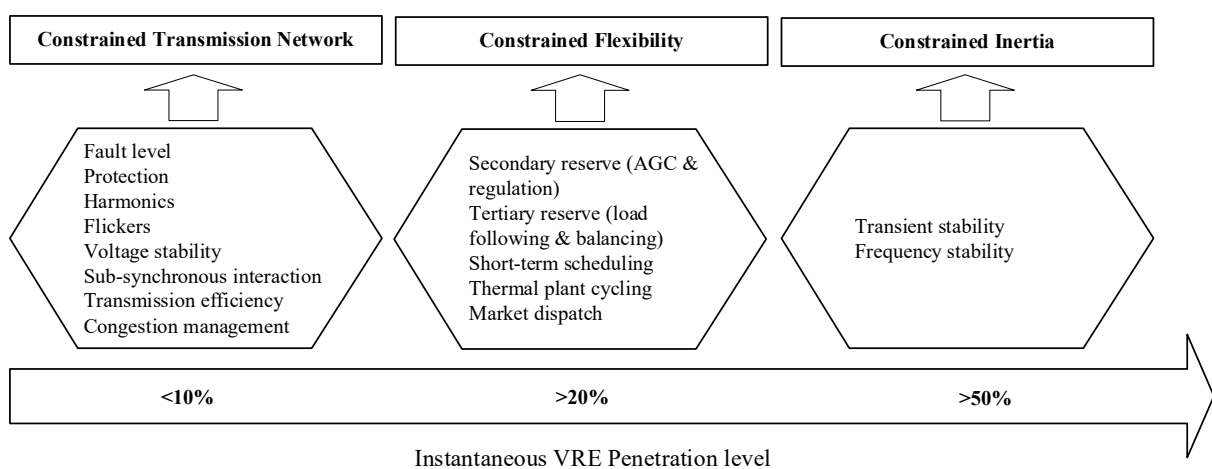 Constrained Transmission Network
Constrained Flexibility
Constrained Inertia
Fault level
Protection
Harmonics
Flickers
Voltage stability
Sub-synchronous interaction
Transmission efficiency
Congestion management
Secondary reserve (AGC &
regulation)
Tertiary reserve (load
following & balancing)
Short-term scheduling
Thermal plant cycling
Market dispatch
Transient stability
Frequency stability
<10%
>20%
>50%
Instantaneous VRE Penetration level